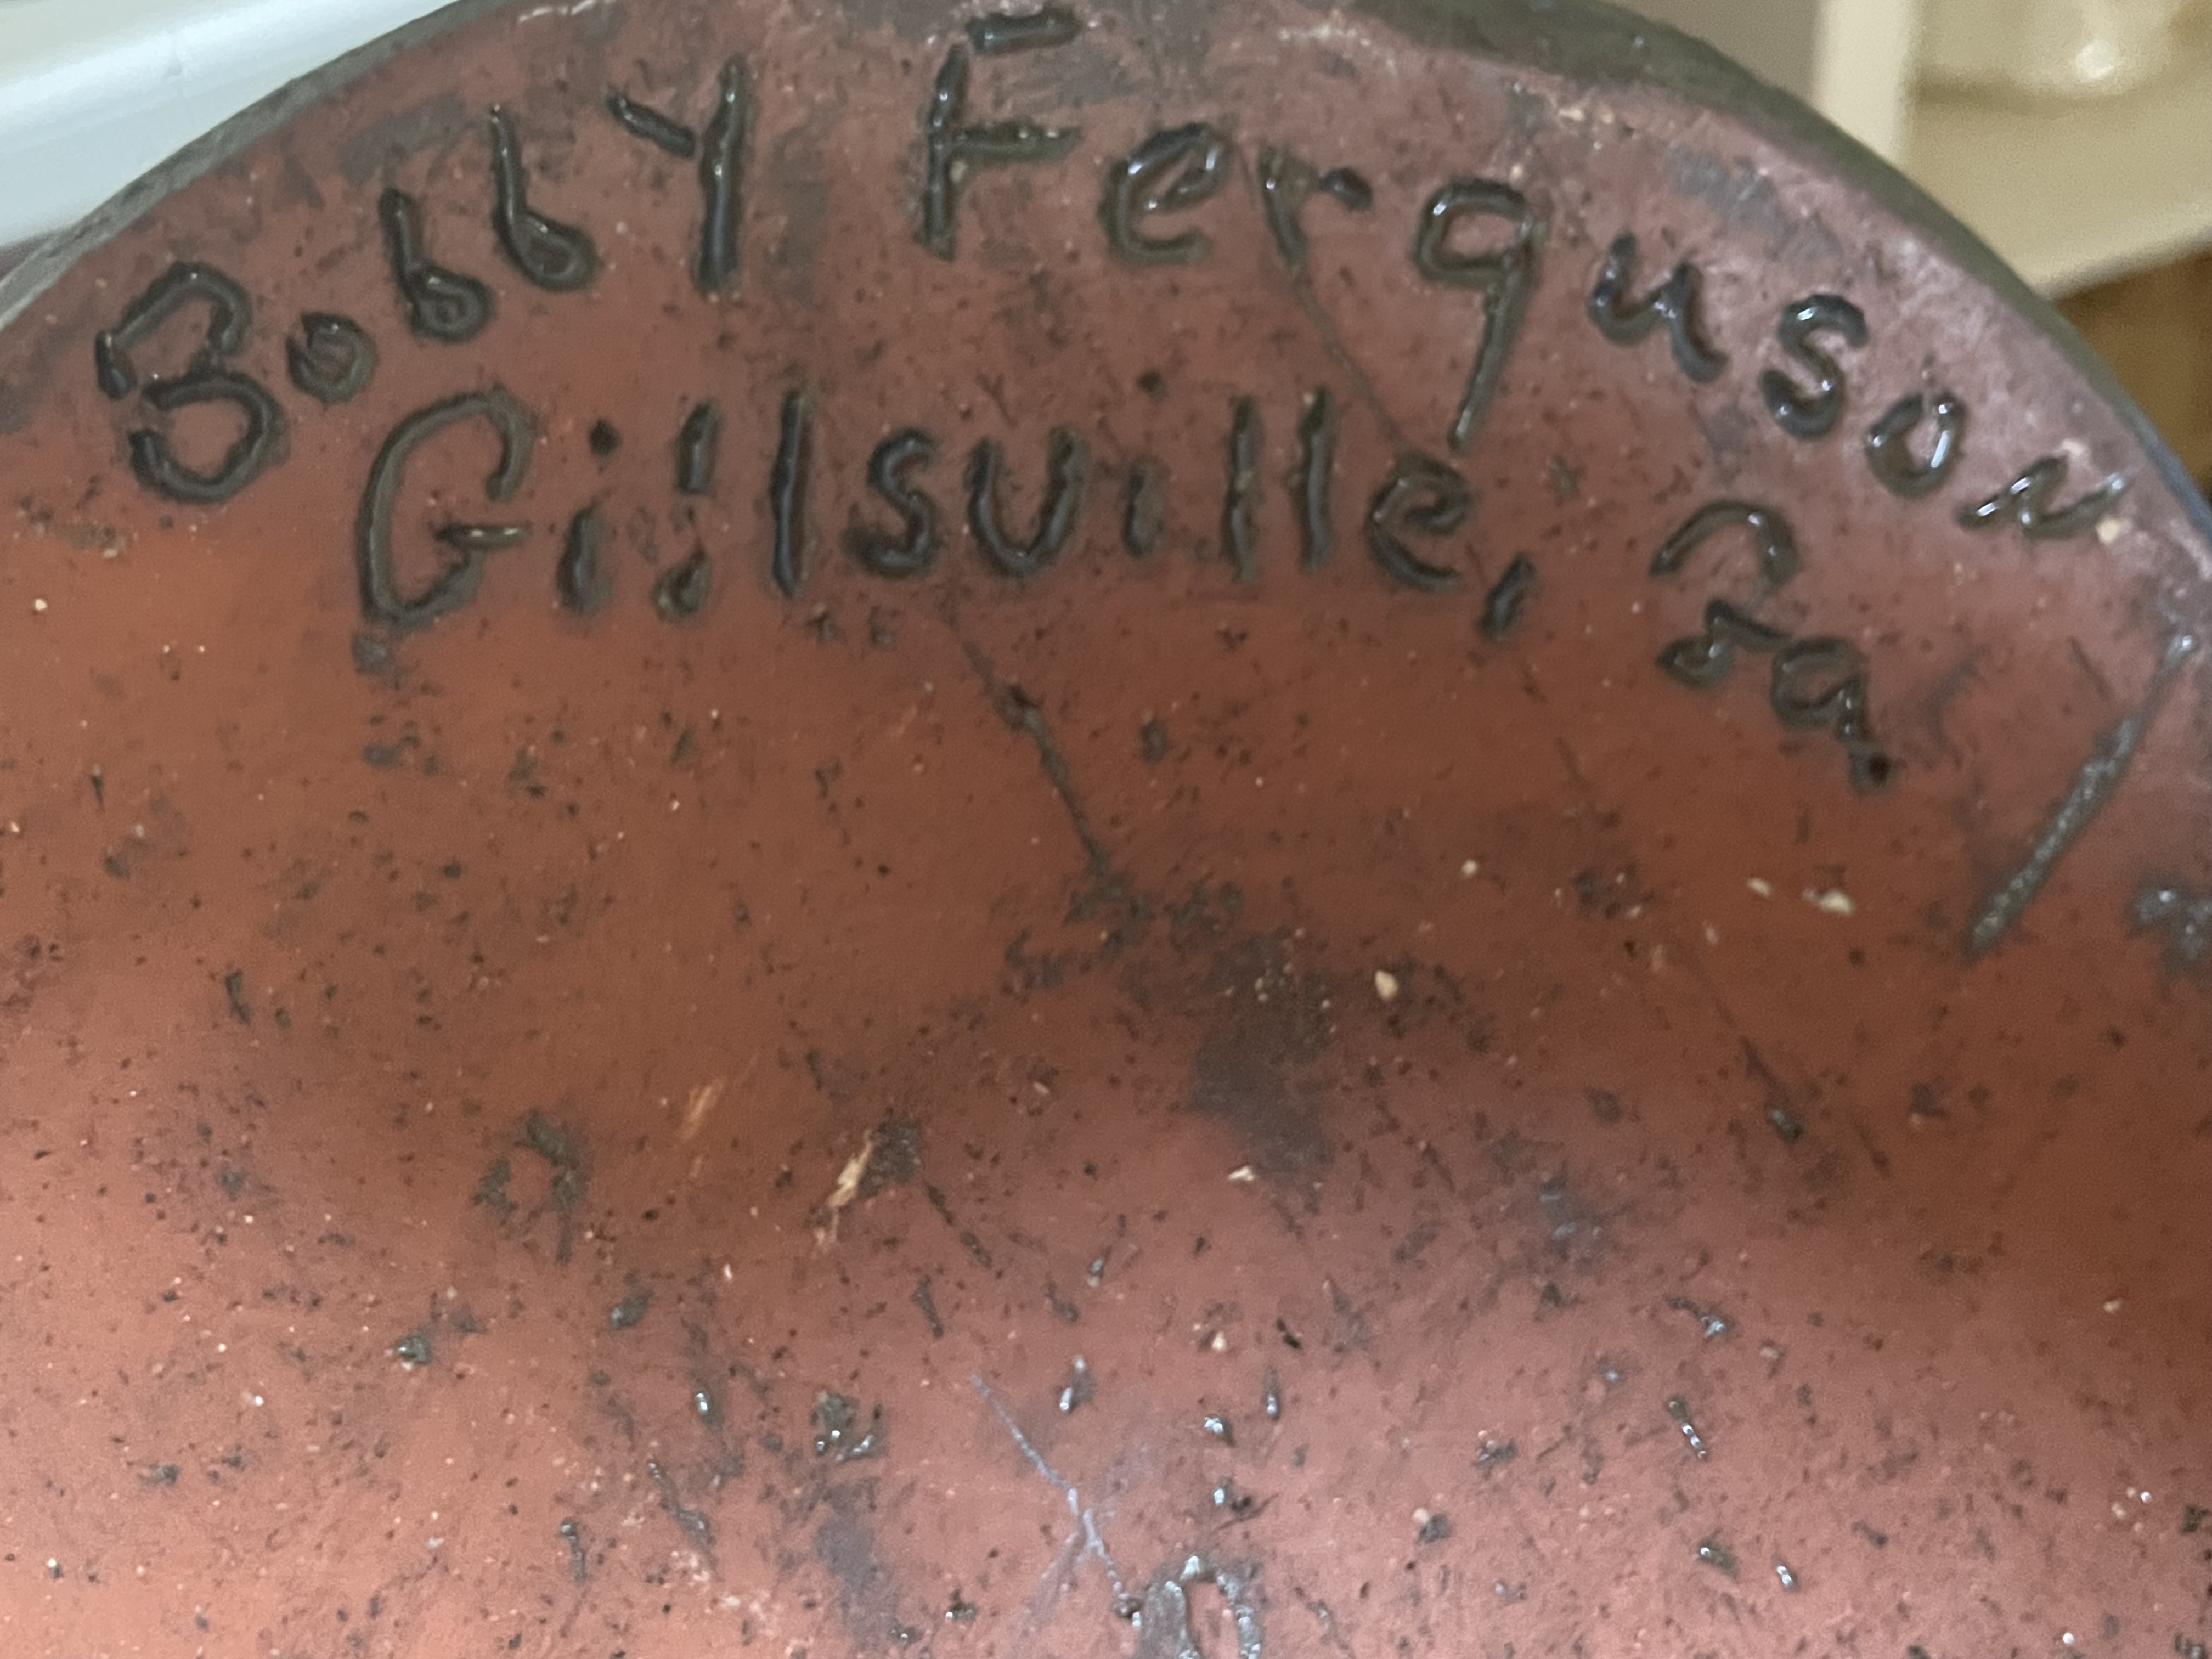 Bobby Ferguson
Gillsville, Ga.